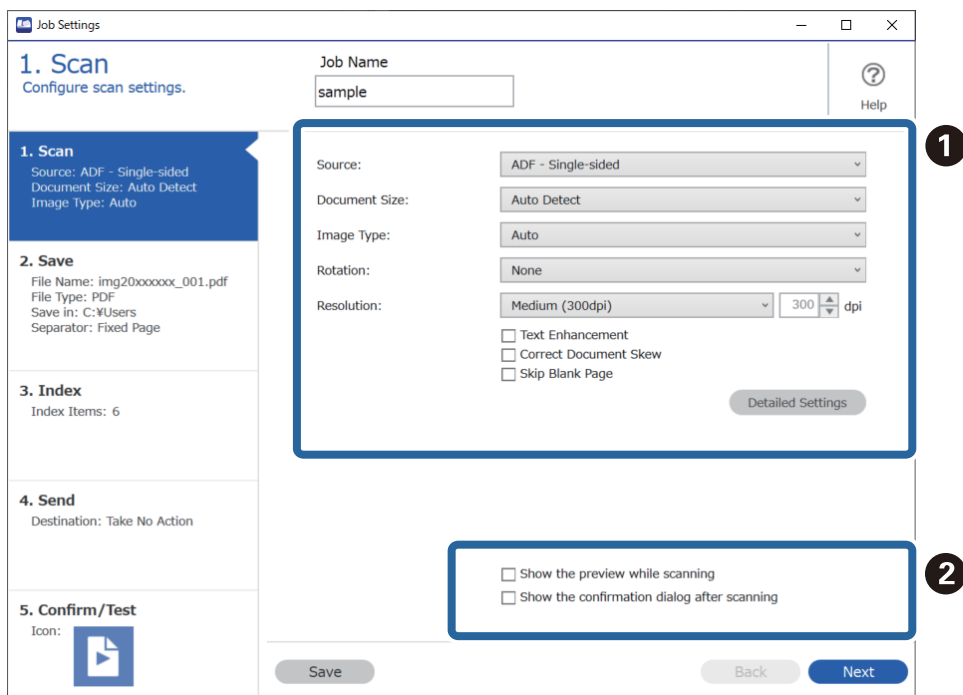 Job Settings
1. Scan
Configure scan settings.
Job Name
sample
Help
1. Scan
Source: ADF - Single-sided
Document Size: Auto Detect
Image Type: Auto
2. Save
File Name: img20xxxxxx_001.pdf
File Type: PDF
Save in: C:¥Users
Separator: Fixed Page
3. Index
Index Items: 6
4. Send
Destination: Take No Action
5. Confirm/Test
Icon:
1
Source: ADF - Single-sided
Document Size: Auto Detect
Image Type: Auto
Rotation: None
Resolution: Medium (300dpi) 300 dpi
Text Enhancement
Correct Document Skew
Skip Blank Page
Detailed Settings
2
Show the preview while scanning
Show the confirmation dialog after scanning
Save Back Next